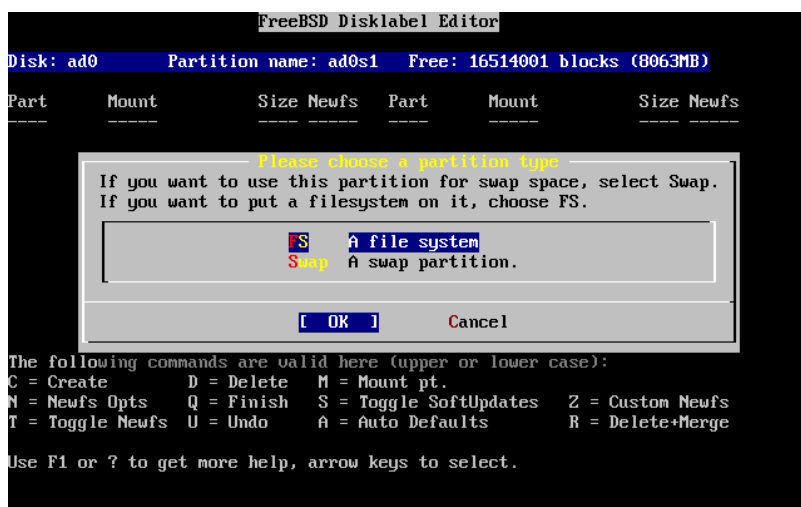 FreeBSD Disklabel Editor
Disk: ad0 Partition name: ad0s1 Free: 16514001 blocks (8063MB)
Part Mount Size Newfs Part Mount Size Newfs
---- ----- ---- ----- ---- ----- ---- -----
Please choose a partition type
If you want to use this partition for swap space, select Swap.
If you want to put a filesystem on it, choose FS.
FS A file system
Swap A swap partition.
[ OK ] Cancel
The following commands are valid here (upper or lower case):
C = Create D = Delete M = Mount pt.
N = Newfs Opts Q = Finish S = Toggle SoftUpdates Z = Custom Newfs
T = Toggle Newfs U = Undo A = Auto Defaults R = Delete+Merge
Use F1 or ? to get more help, arrow keys to select.